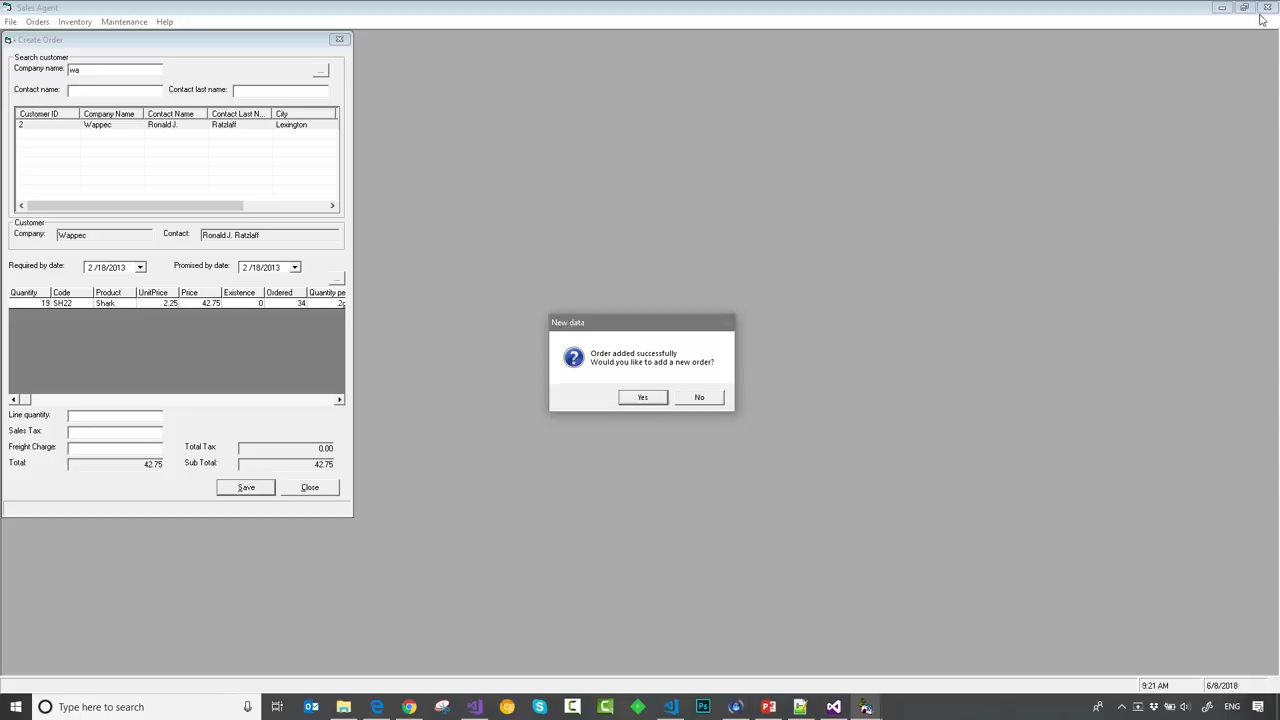 Sales Agent
File Orders Inventory Maintenance Help
Create Order
Search customer
Company name: wa ...
Contact name: Contact last name:
Customer ID Company Name Contact Name Contact Last N... City
2 Wappec Ronald J. Ratzlaff Lexington
Customer
Company: Wappec Contact: Ronald J. Ratzlaff
Required by date: 2 /18/2013 Promised by date: 2 /18/2013
...
Quantity Code Product UnitPrice Price Existence Ordered Quantity pe
19 SH22 Shark 2.25 42.75 0 34
Line quantity:
Sales Tax:
Freight Charge: Total Tax: 0.00
Total: 42.75 Sub Total: 42.75
Save Close
New data
Order added successfully
Would you like to add a new order?
Yes No
9:21 AM 6/8/2018
Type here to search
ENG